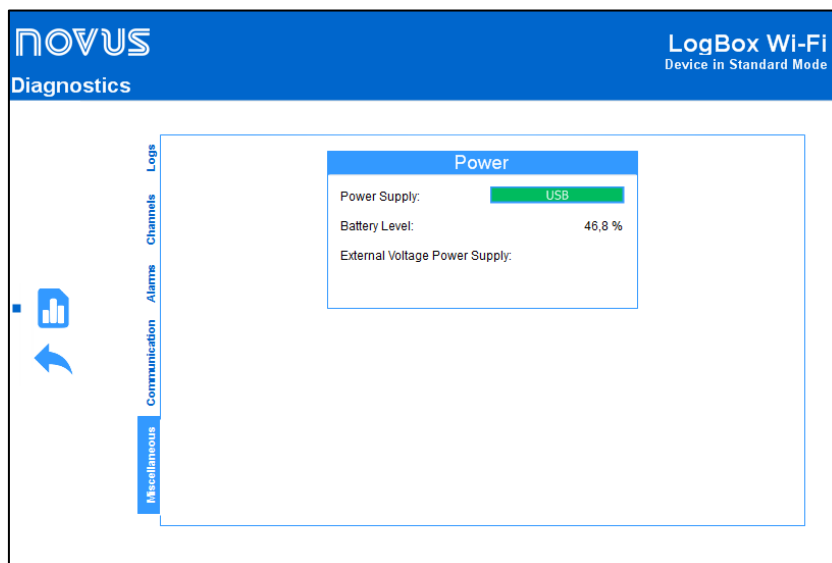 NOVUS
LogBox Wi-Fi
Device in Standard Mode
Diagnostics
Logs
Channels
Alarms
Communication
Miscellaneous
Power
Power Supply: USB
Battery Level: 46,8 %
External Voltage Power Supply: